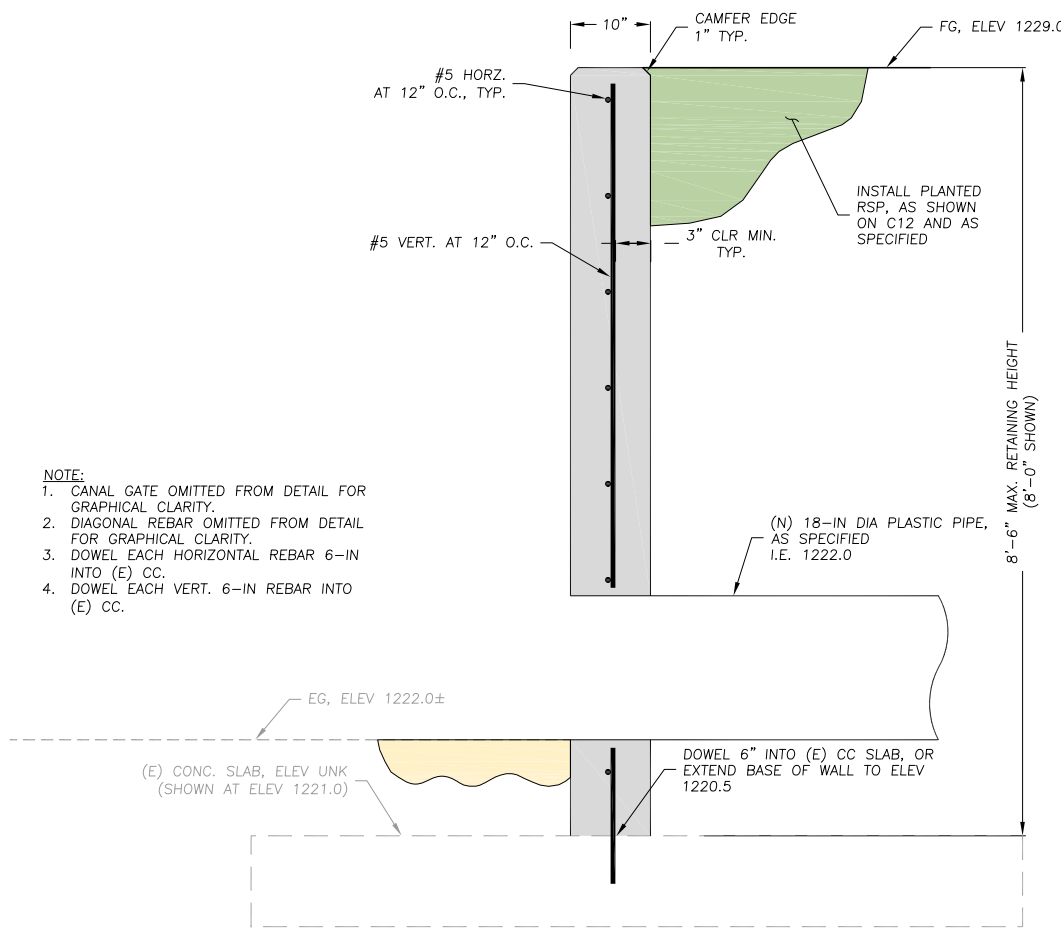 10"
CAMFER EDGE
1" TYP.
FG, ELEV 1229.0
#5 HORZ.
AT 12" O.C., TYP.
INSTALL PLANTED
RSP, AS SHOWN
ON C12 AND AS
SPECIFIED
#5 VERT. AT 12" O.C.
3" CLR MIN.
TYP.
8'-6" MAX. RETAINING HEIGHT
(8'-0" SHOWN)
NOTE:
1. CANAL GATE OMITTED FROM DETAIL FOR
GRAPHICAL CLARITY.
2. DIAGONAL REBAR OMITTED FROM DETAIL
FOR GRAPHICAL CLARITY.
3. DOWEL EACH HORIZONTAL REBAR 6-IN
INTO (E) CC.
4. DOWEL EACH VERT. 6-IN REBAR INTO
(E) CC.
(N) 18-IN DIA PLASTIC PIPE,
AS SPECIFIED
I.E. 1222.0
EG, ELEV 1222.0±
(E) CONC. SLAB, ELEV UNK
(SHOWN AT ELEV 1221.0)
DOWEL 6" INTO (E) CC SLAB, OR
EXTEND BASE OF WALL TO ELEV
1220.5